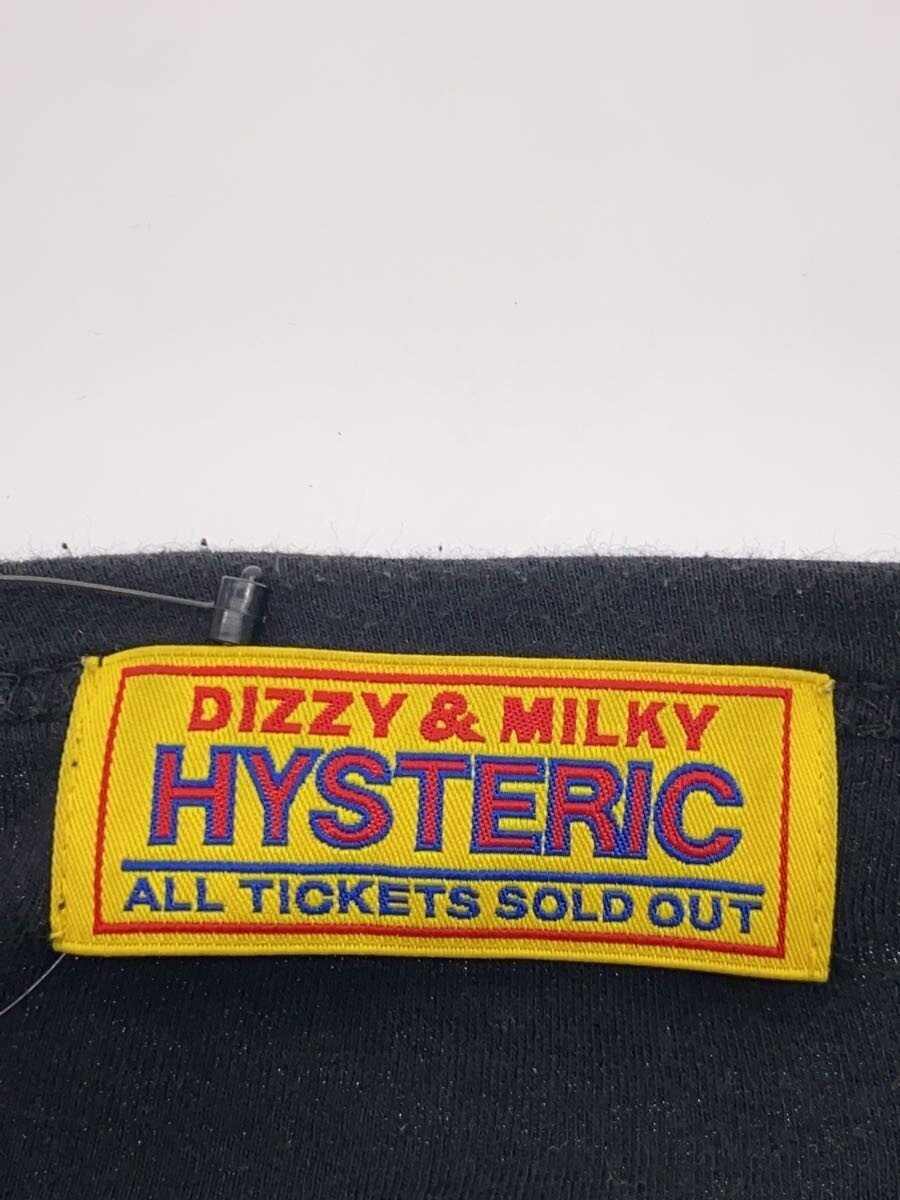 DIZZY & MILKY
HYSTERIC
ALL TICKETS SOLD OUT